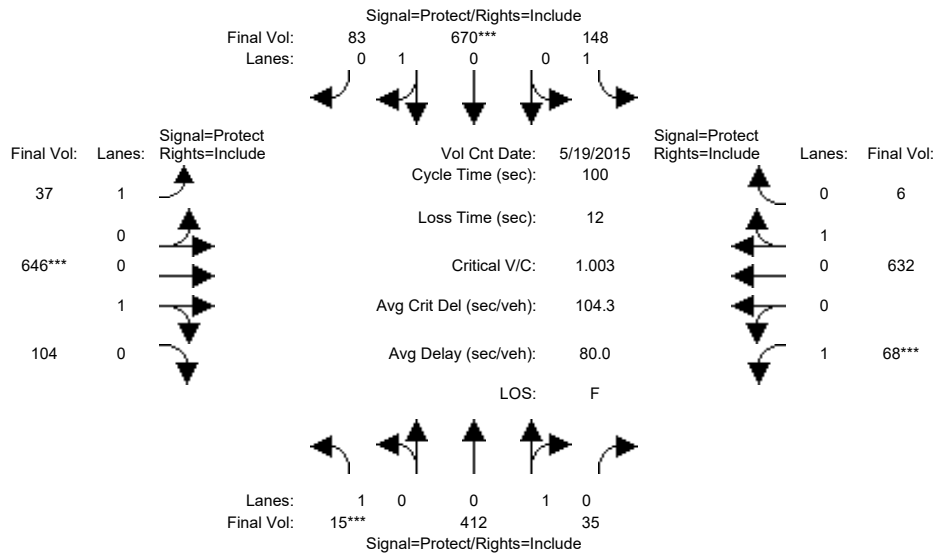 Signal=Protect/Rights=Include
Final Vol: 83 670*** 148
Lanes: 0 1 0 0 1
Signal=Protect
Final Vol: Lanes: Rights=Include
Vol Cnt Date: 5/19/2015
Signal=Protect
Rights=Include Lanes: Final Vol:
Cycle Time (sec): 100
37 1
0 6
Loss Time (sec): 12
0
1
646*** 0
Critical V/C: 1.003
0 632
1
Avg Crit Del (sec/veh): 104.3
0
104 0
Avg Delay (sec/veh): 80.0
1 68***
LOS: F
Lanes: 1 0 0 1 0
Final Vol: 15*** 412 35
Signal=Protect/Rights=Include